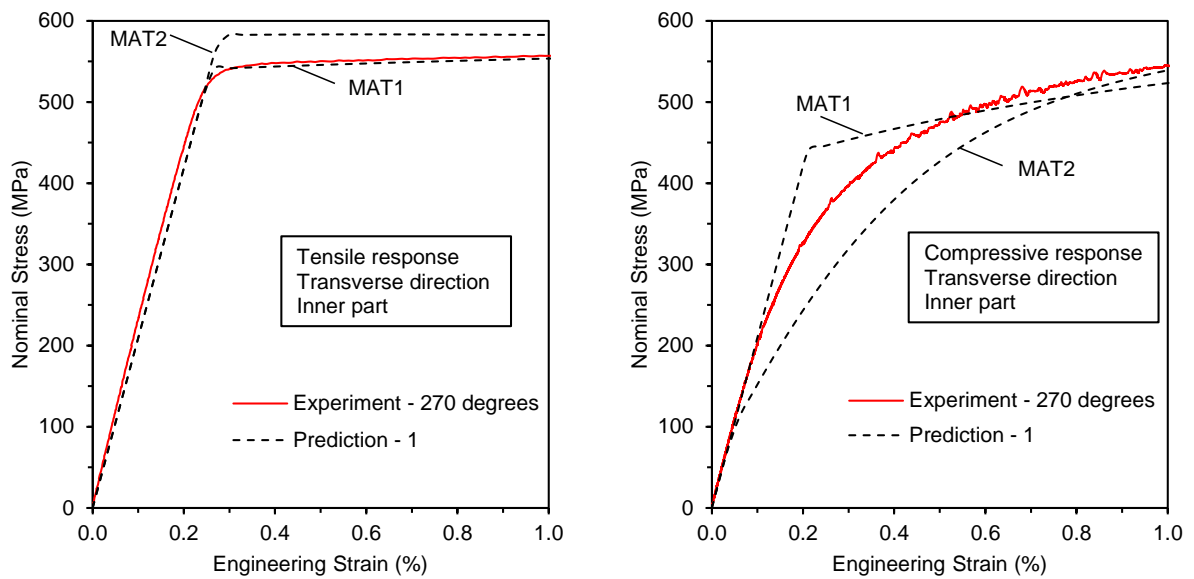 600
500
400
300
200
100
0
0.0 0.2 0.4 0.6 0.8 1.0
Nominal Stress (MPa)
Engineering Strain (%)
MAT2
MAT1
Tensile response
Transverse direction
Inner part
Experiment - 270 degrees
Prediction - 1
600
500
400
300
200
100
0
0.0 0.2 0.4 0.6 0.8 1.0
Nominal Stress (MPa)
Engineering Strain (%)
MAT1
MAT2
Compressive response
Transverse direction
Inner part
Experiment - 270 degrees
Prediction - 1